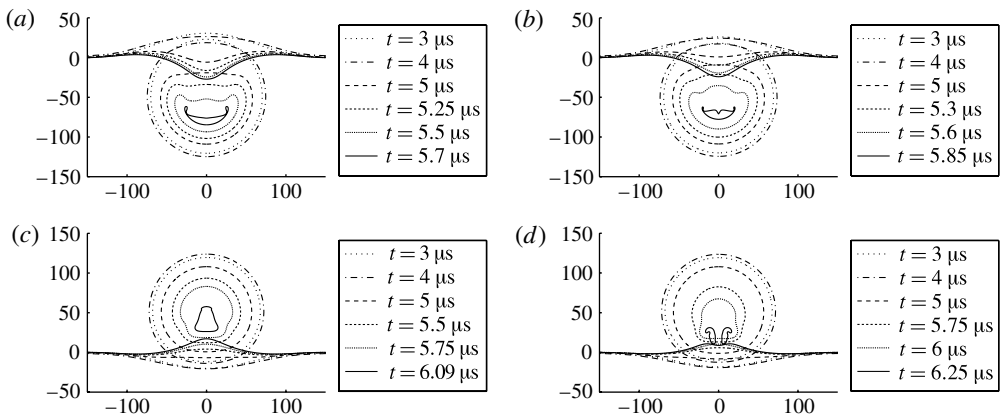 (a)
50
0
−50
−100
−150
−100
0
100
t = 3 μs
t = 4 μs
t = 5 μs
t = 5.25 μs
t = 5.5 μs
t = 5.7 μs
(b)
50
0
−50
−100
−150
−100
0
100
t = 3 μs
t = 4 μs
t = 5 μs
t = 5.3 μs
t = 5.6 μs
t = 5.85 μs
(c)
150
100
50
0
−50
−100
0
100
t = 3 μs
t = 4 μs
t = 5 μs
t = 5.5 μs
t = 5.75 μs
t = 6.09 μs
(d)
150
100
50
0
−50
−100
0
100
t = 3 μs
t = 4 μs
t = 5 μs
t = 5.75 μs
t = 6 μs
t = 6.25 μs